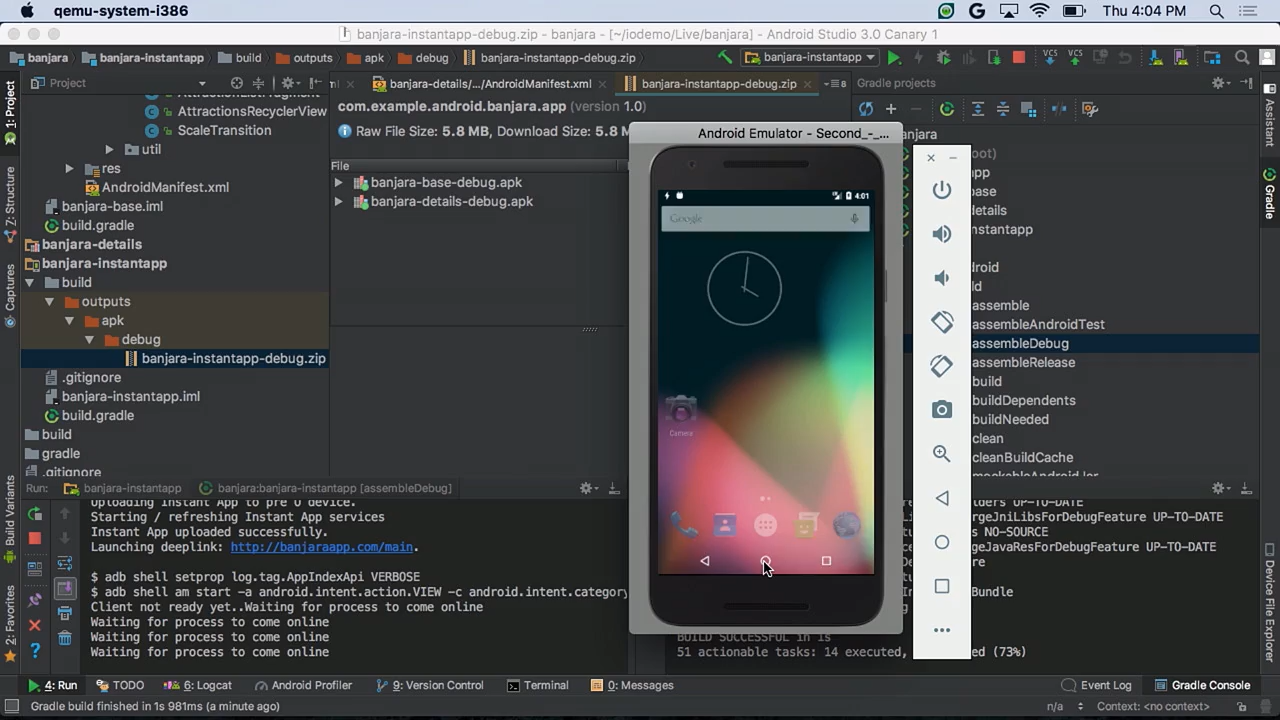 qemu-system-i386
Thu 4:04 PM
banjara-instantapp-debug.zip - banjara - [~/iodemo/Live/banjara] - Android Studio 3.0 Canary 1
banjara
banjara-instantapp
build
outputs
apk
debug
banjara-instantapp-debug.zip
banjara-instantapp
Project
banjara-details/.../AndroidManifest.xml
banjara-instantapp-debug.zip
8
Gradle projects
AttractionsRecyclerView
ScaleTransition
util
res
AndroidManifest.xml
banjara-base.iml
build.gradle
banjara-details
banjara-instantapp
build
outputs
apk
debug
banjara-instantapp-debug.zip
.gitignore
banjara-instantapp.iml
build.gradle
build
gradle
.gitignore
com.example.android.banjara.app (version 1.0)
Raw File Size: 5.8 MB, Download Size: 5.8 M
File
banjara-base-debug.apk
banjara-details-debug.apk
Android Emulator - Second_-_...
4:01
Google
Camera
anjara
oot)
pp
ase
details
nstantapp
droid
ld
assemble
assembleAndroidTest
assembleDebug
assembleRelease
build
buildDependents
buildNeeded
clean
cleanBuildCache
Run:
banjara-instantapp
banjara:banjara-instantapp [assembleDebug]
Uploading Instant App to pre O device.
Starting / refreshing Instant App services
Instant App uploaded successfully.
Launching deeplink: http://banjaraapp.com/main.
$ adb shell setprop log.tag.AppIndexApi VERBOSE
$ adb shell am start -a android.intent.action.VIEW -c android.intent.category
Client not ready yet..Waiting for process to come online
Waiting for process to come online
Waiting for process to come online
Waiting for process to come online
ders UP-TO-DATE
rgeJniLibsForDebugFeature UP-TO-DATE
s NO-SOURCE
rgeJavaResForDebugFeature UP-TO-DATE
re
Bundle
BUILD SUCCESSFUL in 1s
51 actionable tasks: 14 executed,
ed (73%)
1: Project
7: Structure
Captures
Build Variants
2: Favorites
Assistant
Gradle
Device File Explorer
4: Run
TODO
6: Logcat
Android Profiler
9: Version Control
Terminal
0: Messages
Event Log
Gradle Console
Gradle build finished in 1s 981ms (a minute ago)
n/a
Context: <no context>